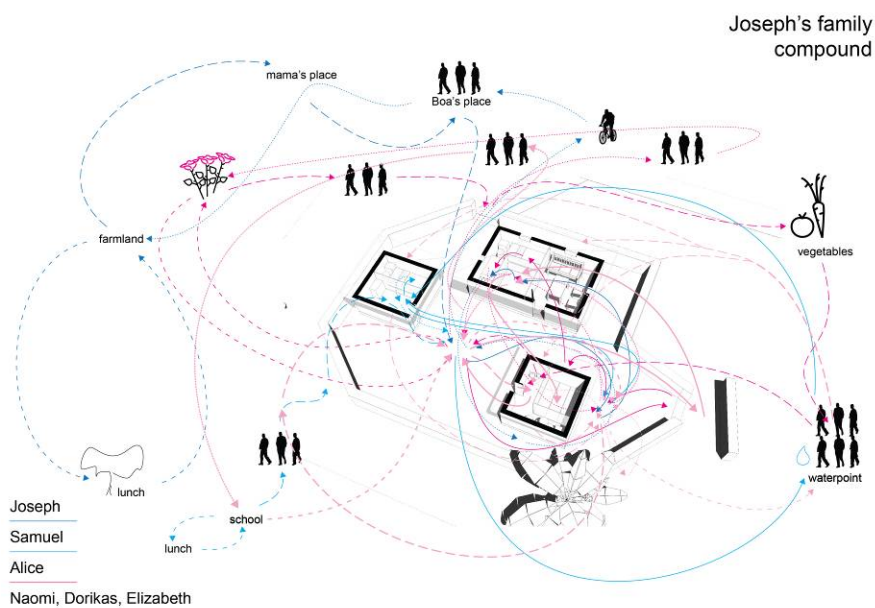 Joseph's family
compound
mama's place
Boa's place
farmland
vegetables
lunch
waterpoint
school
lunch
Joseph
Samuel
Alice
Naomi, Dorikas, Elizabeth